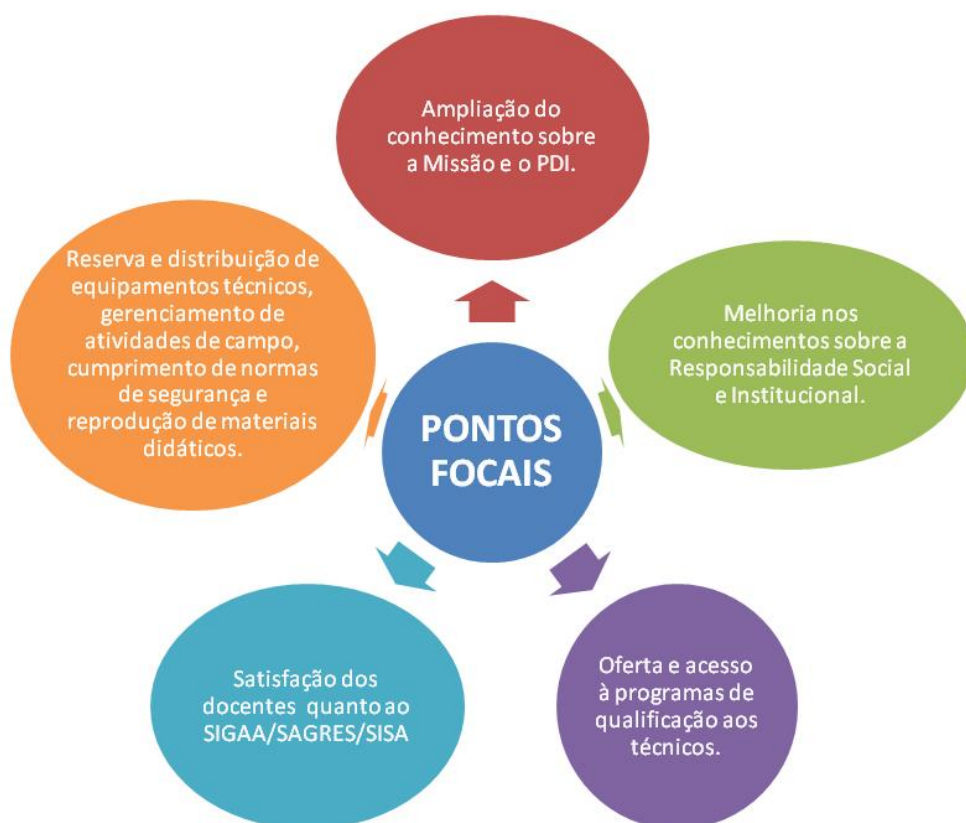 Ampliação do
conhecimento sobre
a Missão e o PDI.
Reserva e distribuição de
equipamentos técnicos,
gerenciamento de
atividades de campo,
cumprimento de normas
de segurança e
reprodução de materiais
didáticos.
Melhoria nos
conhecimentos sobre a
Responsabilidade Social
e Institucional.
PONTOS
FOCAIS
Satisfação dos
docentes quanto ao
SIGAA/SAGRES/SISA
Oferta e acesso
à programas de
qualificação aos
técnicos.